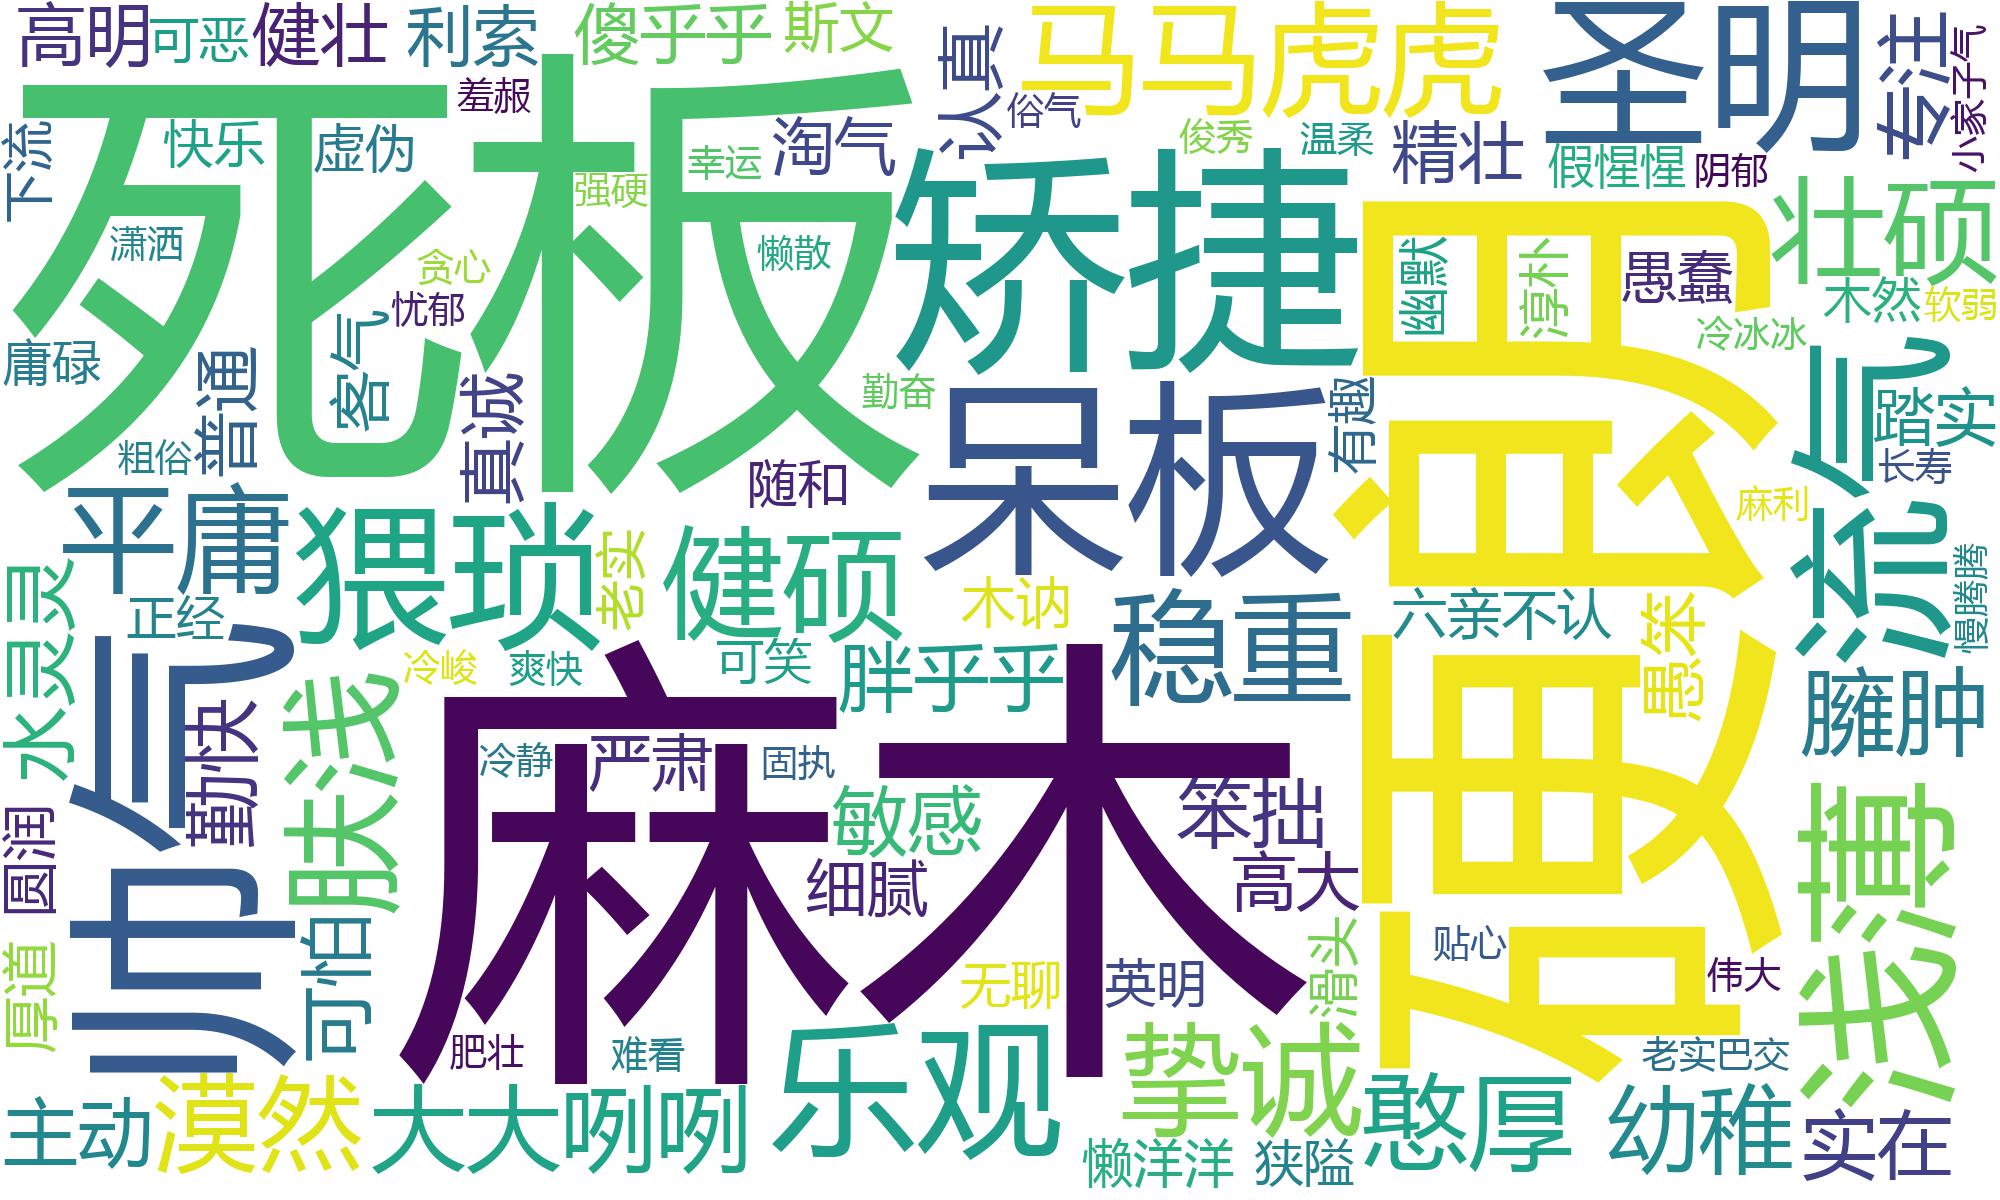 高明
可恶
健壮
利索
傻乎乎
斯文
认真
马马虎虎
圣明
专注
小家子气
死板
羞赧
俗气
下流
快乐
虚伪
淘气
幸运
强硬
俊秀
温柔
精壮
假惺惺
阴郁
矫捷
壮硕
潇洒
贪心
忧郁
懒散
幽默
淳朴
愚蠢
木然
软弱
冷冰冰
庸碌
普通
客气
真诚
勤奋
呆板
有趣
硬朗
流气
踏实
长寿
粗俗
随和
麻利
平庸
猥琐
老实
健硕
木讷
稳重
六亲不认
愚笨
慢腾腾
水灵灵
正经
帅气
冷峻
爽快
可笑
胖乎乎
臃肿
勤快
肤浅
麻木
冷静
严肃
固执
敏感
笨拙
浅薄
圆润
细腻
高大
厚道
可怕
无聊
英明
滑头
贴心
伟大
肥壮
难看
乐观
挚诚
老实巴交
主动
漠然
大大咧咧
懒洋洋
狭隘
憨厚
幼稚
实在